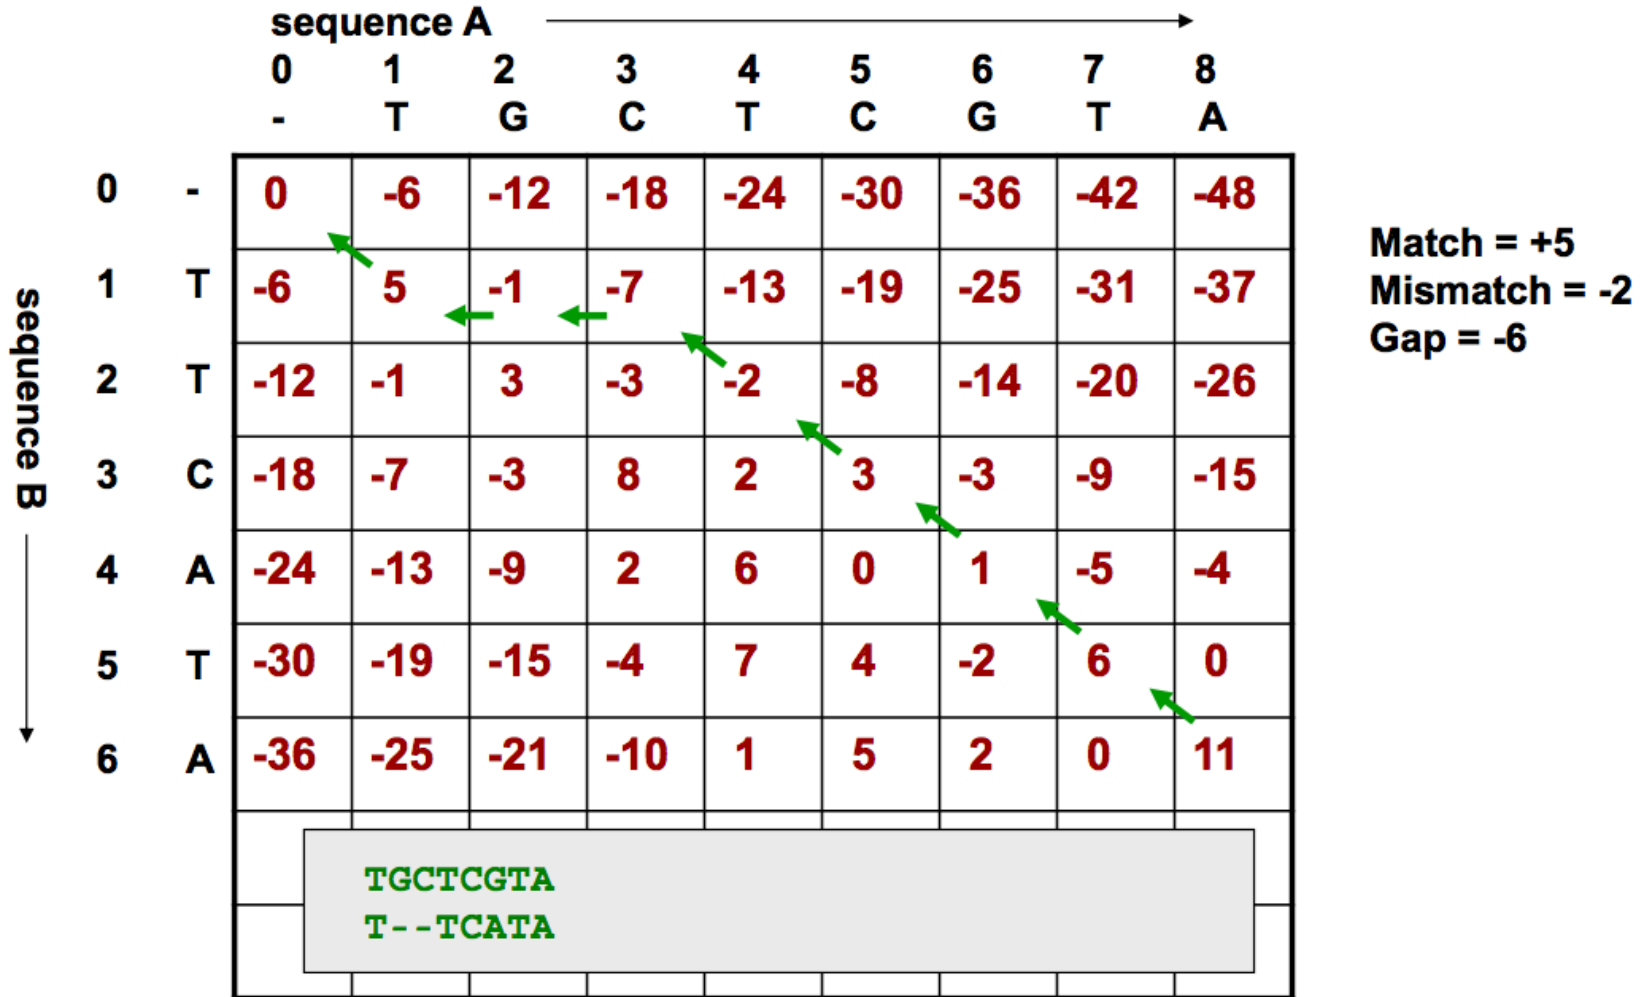 sequence A
0 1 2 3 4 5 6 7 8
- T G C T C G T A
sequence B
0 - 0 -6 -12 -18 -24 -30 -36 -42 -48
1 T -6 5 -1 -7 -13 -19 -25 -31 -37
2 T -12 -1 3 -3 -2 -8 -14 -20 -26
3 C -18 -7 -3 8 2 3 -3 -9 -15
4 A -24 -13 -9 2 6 0 1 -5 -4
5 T -30 -19 -15 -4 7 4 -2 6 0
6 A -36 -25 -21 -10 1 5 2 0 11
Match = +5
Mismatch = -2
Gap = -6
TGCTCGTA
T--TCATA